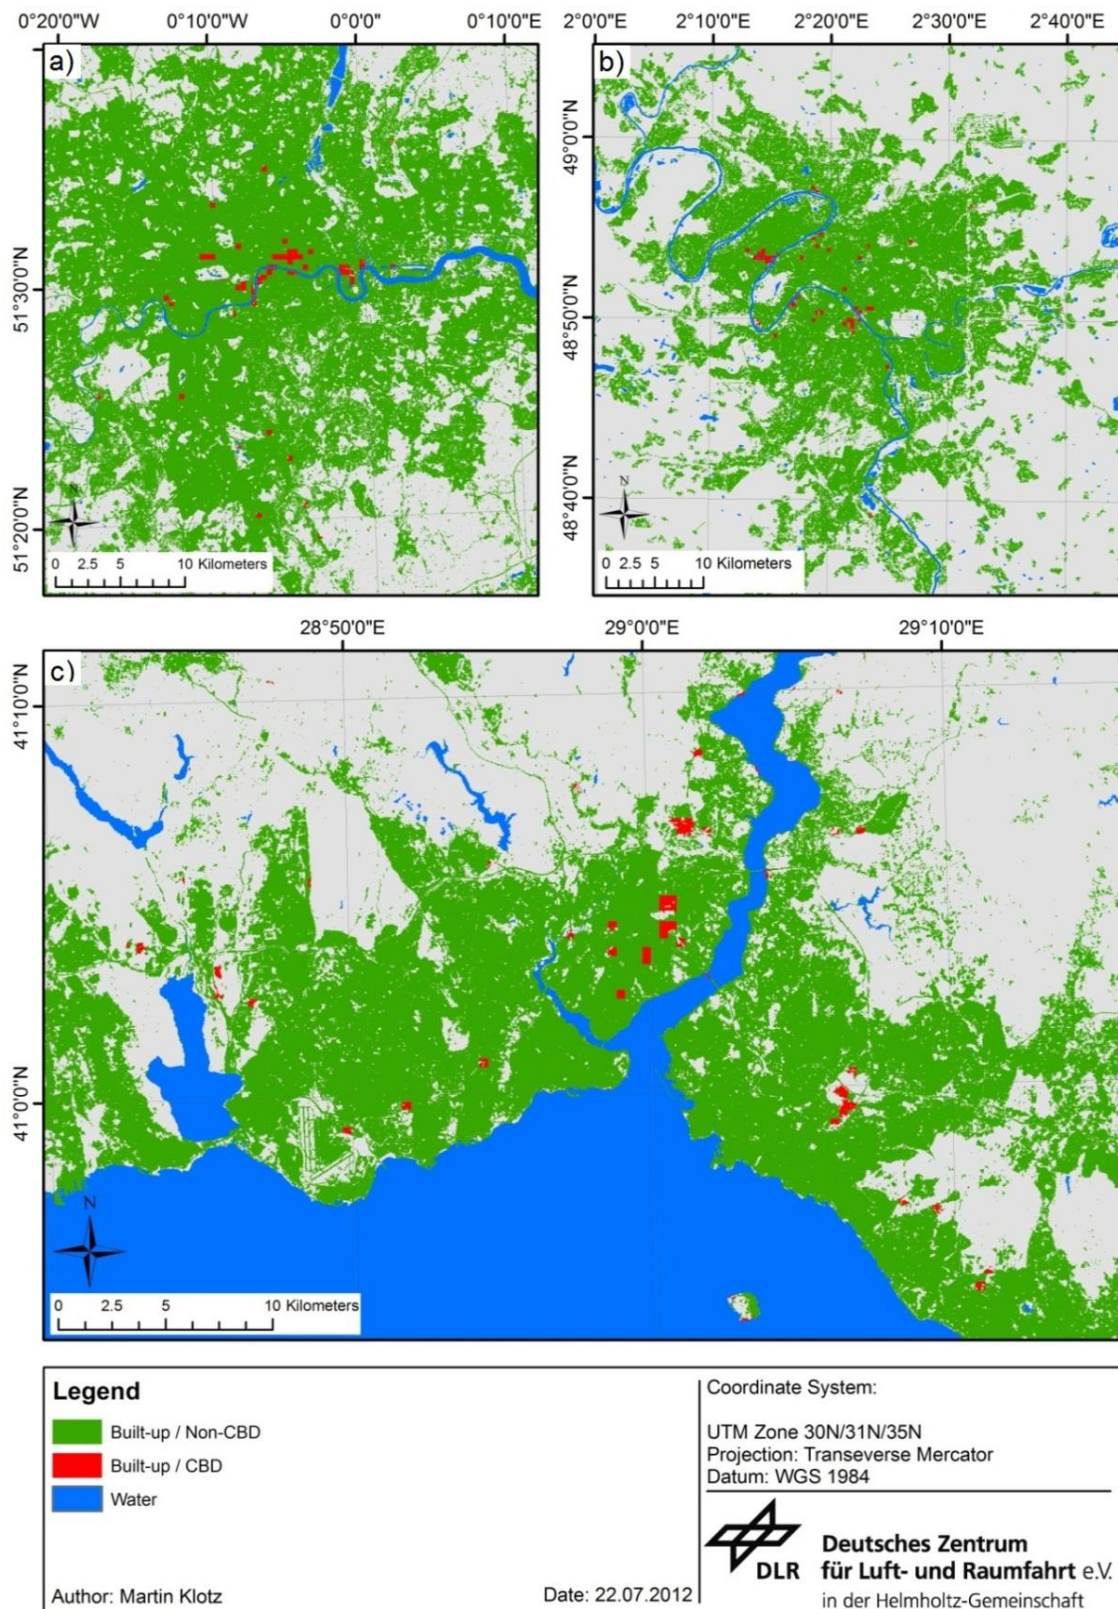 0°20'0"W 0°10'0"W 0°0'0" 0°10'0"E
2°0'0"E 2°10'0"E 2°20'0"E 2°30'0"E 2°40'0"E
a)
b)
51°30'0"N
51°20'0"N
49°0'0"N
48°50'0"N
48°40'0"N
N
0 2.5 5 10 Kilometers
N
0 2.5 5 10 Kilometers
28°50'0"E 29°0'0"E 29°10'0"E
c)
41°10'0"N
41°0'0"N
N
0 2.5 5 10 Kilometers
Legend
Built-up / Non-CBD
Built-up / CBD
Water
Author: Martin Klotz
Date: 22.07.2012
Coordinate System:
UTM Zone 30N/31N/35N
Projection: Transeverse Mercator
Datum: WGS 1984
DLR
Deutsches Zentrum
für Luft- und Raumfahrt e.V.
in der Helmholtz-Gemeinschaft